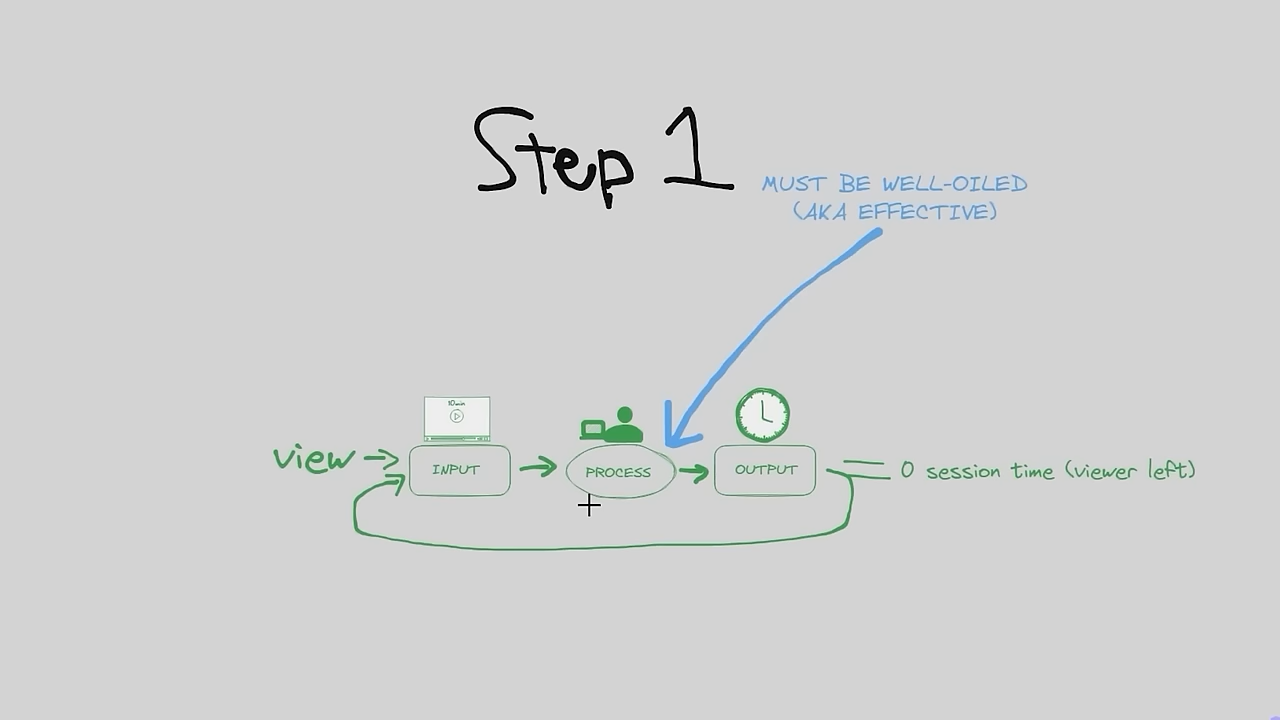 Step 1
MUST BE WELL-OILED
(AKA EFFECTIVE)
10min
view
INPUT
PROCESS
OUTPUT
0 session time (viewer left)